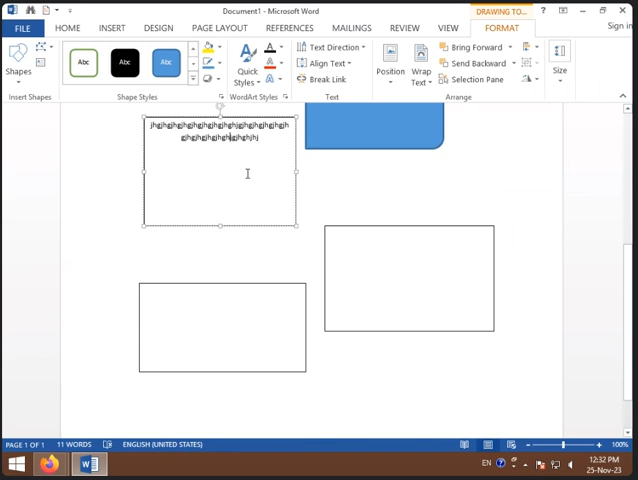 Document1 - Microsoft Word
DRAWING TO...
FILE
HOME
INSERT
DESIGN
PAGE LAYOUT
REFERENCES
MAILINGS
REVIEW
VIEW
FORMAT
Sign in
Shapes
Abc
Abc
Abc
Quick
Styles
Text Direction
Align Text
Break Link
Position
Wrap
Text
Bring Forward
Send Backward
Selection Pane
Size
Insert Shapes
Shape Styles
WordArt Styles
Text
Arrange
PAGE 1 OF 1
11 WORDS
ENGLISH (UNITED STATES)
100%
EN
12:32 PM
25-Nov-23